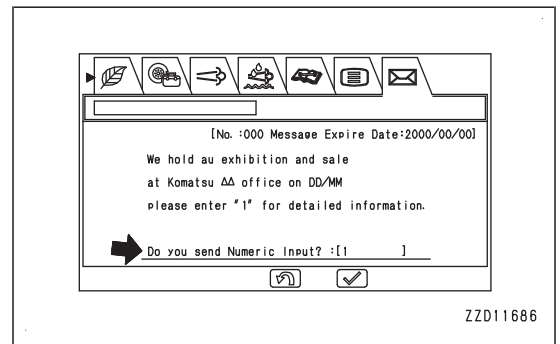 [No. :000 Message Expire Date:2000/00/00]
We hold au exhibition and sale
at Komatsu ΔΔ office on DD/MM
please enter "1" for detailed information.
Do you send Numeric Input? :[1 ]
ZZD11686